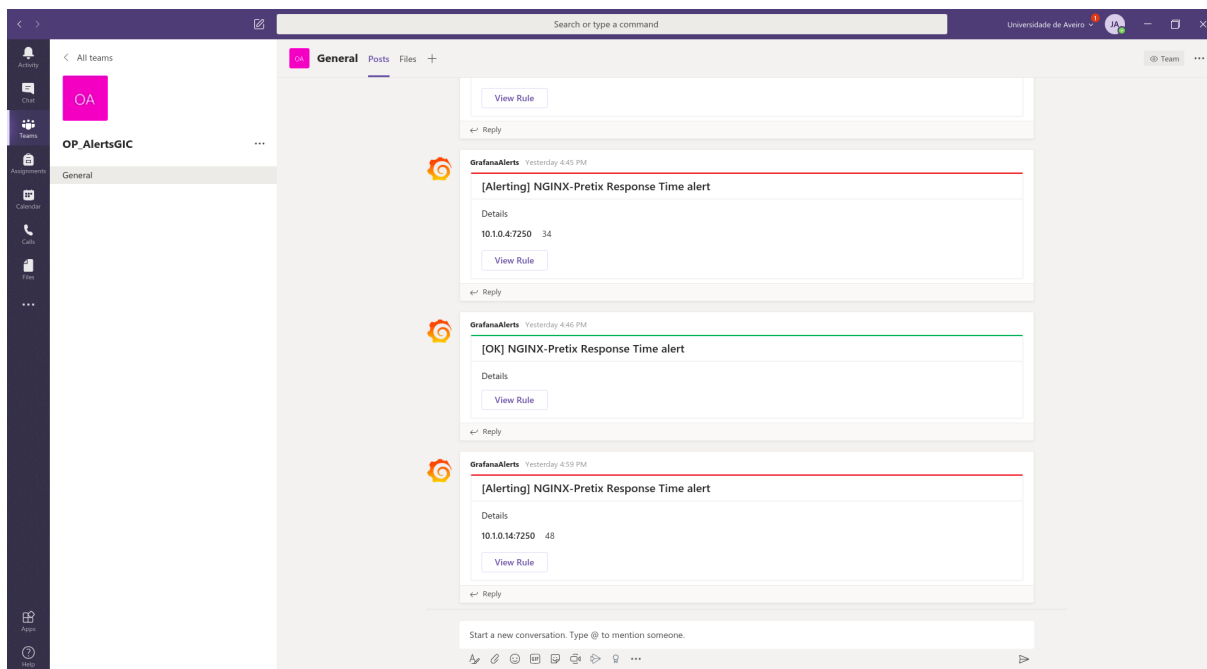 Search or type a command
Universidade de Aveiro
1
JA
Activity
Chat
Teams
Assignments
Calendar
Calls
Files
Apps
Help
All teams
OA
OP_AlertsGIC
General
OA General Posts Files
Team
View Rule
Reply
GrafanaAlerts Yesterday 4:45 PM
[Alerting] NGINX-Pretix Response Time alert
Details
10.1.0.4:7250 34
View Rule
Reply
GrafanaAlerts Yesterday 4:46 PM
[OK] NGINX-Pretix Response Time alert
Details
View Rule
Reply
GrafanaAlerts Yesterday 4:59 PM
[Alerting] NGINX-Pretix Response Time alert
Details
10.1.0.14:7250 48
View Rule
Reply
Start a new conversation. Type @ to mention someone.
GIF